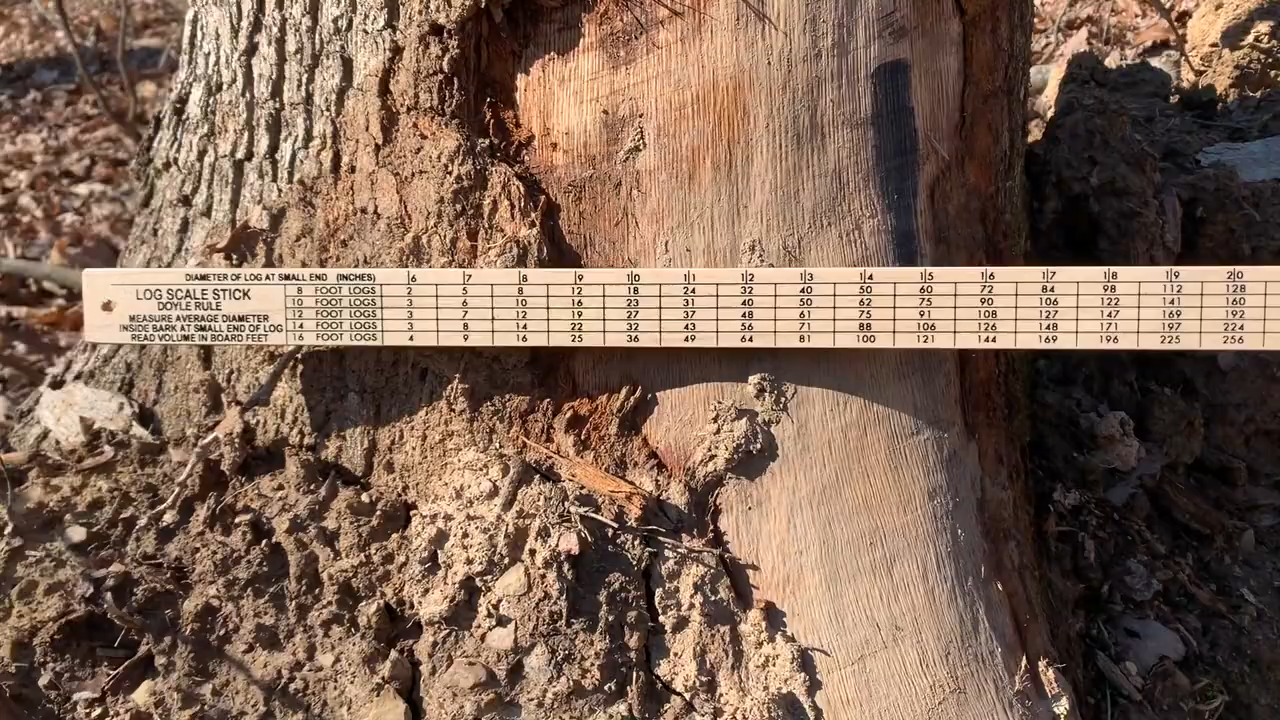 DIAMETER OF LOG AT SMALL END (INCHES) 6 7 8 9 10 11 12 13 14 15 16 17 18 19 20
LOG SCALE STICK 8 FOOT LOGS 2 5 8 12 18 24 32 40 50 60 72 84 98 112 128
DOYLE RULE 10 FOOT LOGS 3 6 10 16 23 31 40 50 62 75 90 106 122 141 160
MEASURE AVERAGE DIAMETER 12 FOOT LOGS 3 7 12 19 27 37 48 61 75 91 108 127 147 169 192
INSIDE BARK AT SMALL END OF LOG 14 FOOT LOGS 3 8 14 22 32 43 56 71 88 106 126 148 171 197 224
READ VOLUME IN BOARD FEET 16 FOOT LOGS 4 9 16 25 36 49 64 81 100 121 144 169 196 225 256